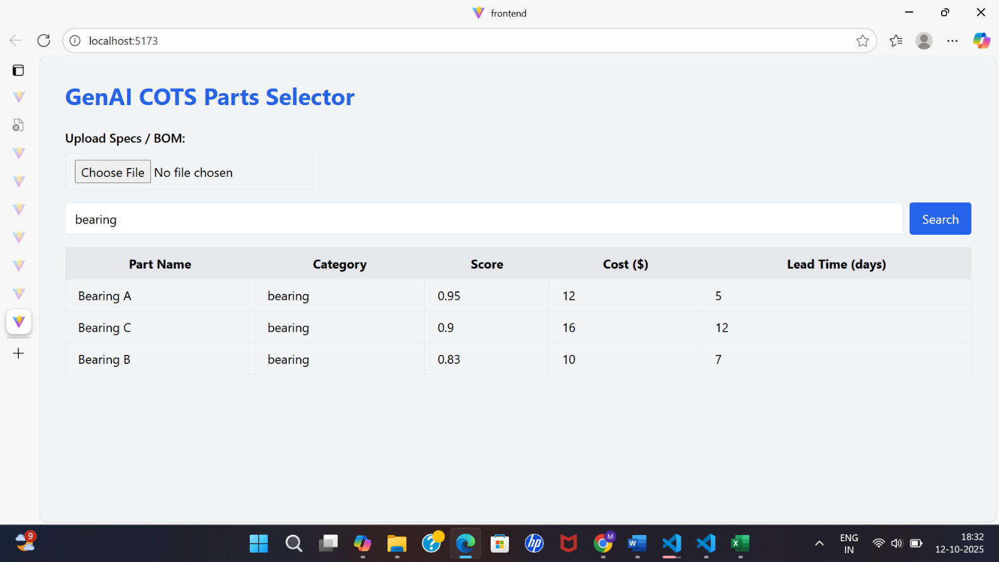 frontend
localhost:5173
GenAI COTS Parts Selector
Upload Specs / BOM:
Choose File No file chosen
bearing Search
Part Name Category Score Cost ($) Lead Time (days)
Bearing A bearing 0.95 12 5
Bearing C bearing 0.9 16 12
Bearing B bearing 0.83 10 7
9
?
hp
M
W
X
ENG
IN
18:32
12-10-2025